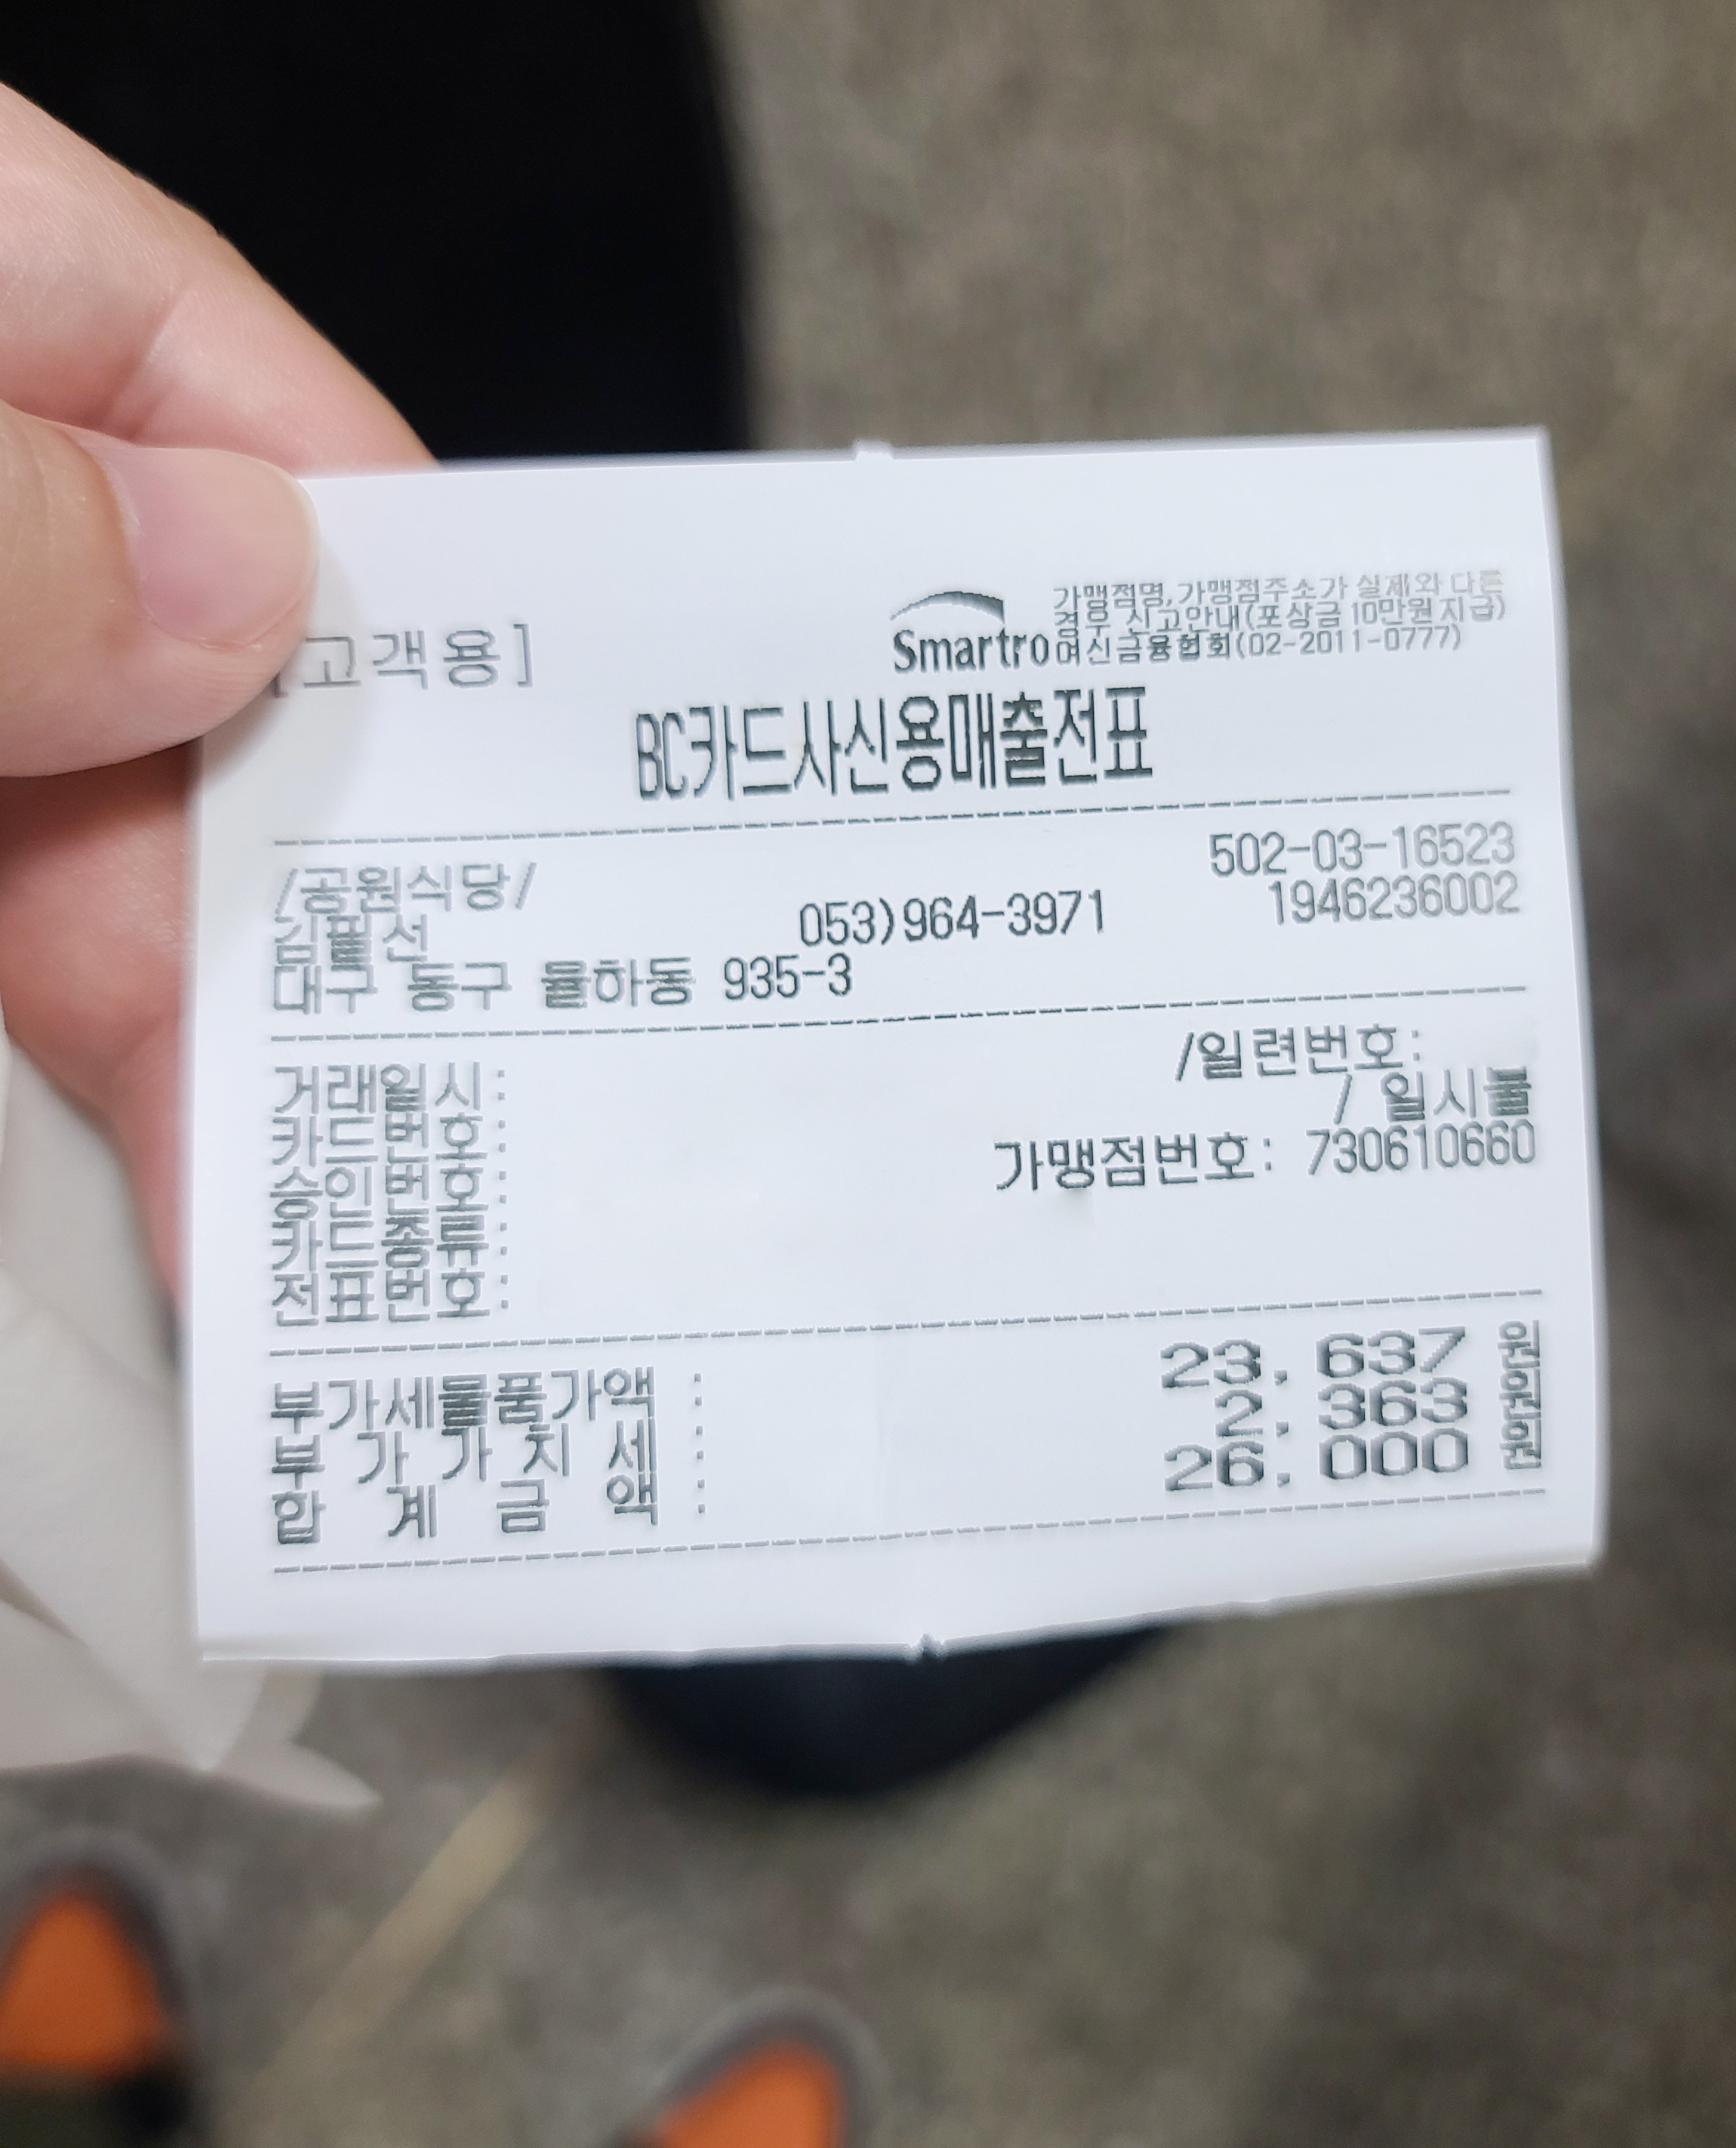 [고객용]
Smartro
가맹점명,가맹점주소가 실제와 다른
경우 신고안내(포상금 10만원지급)
여신금융협회(02-2011-0777)
BC카드사신용매출전표
/공원식당/ 502-03-16523
김필선 053)964-3971 1946236002
대구 동구 율하동 935-3
거래일시: /일련번호:
카드번호: / 일시불
승인번호: 가맹점번호: 730610660
카드종류:
전표번호:
부가세물품가액 : 23,637 원
부 가 가 치 세 : 2,363 원
합 계 금 액 : 26,000 원